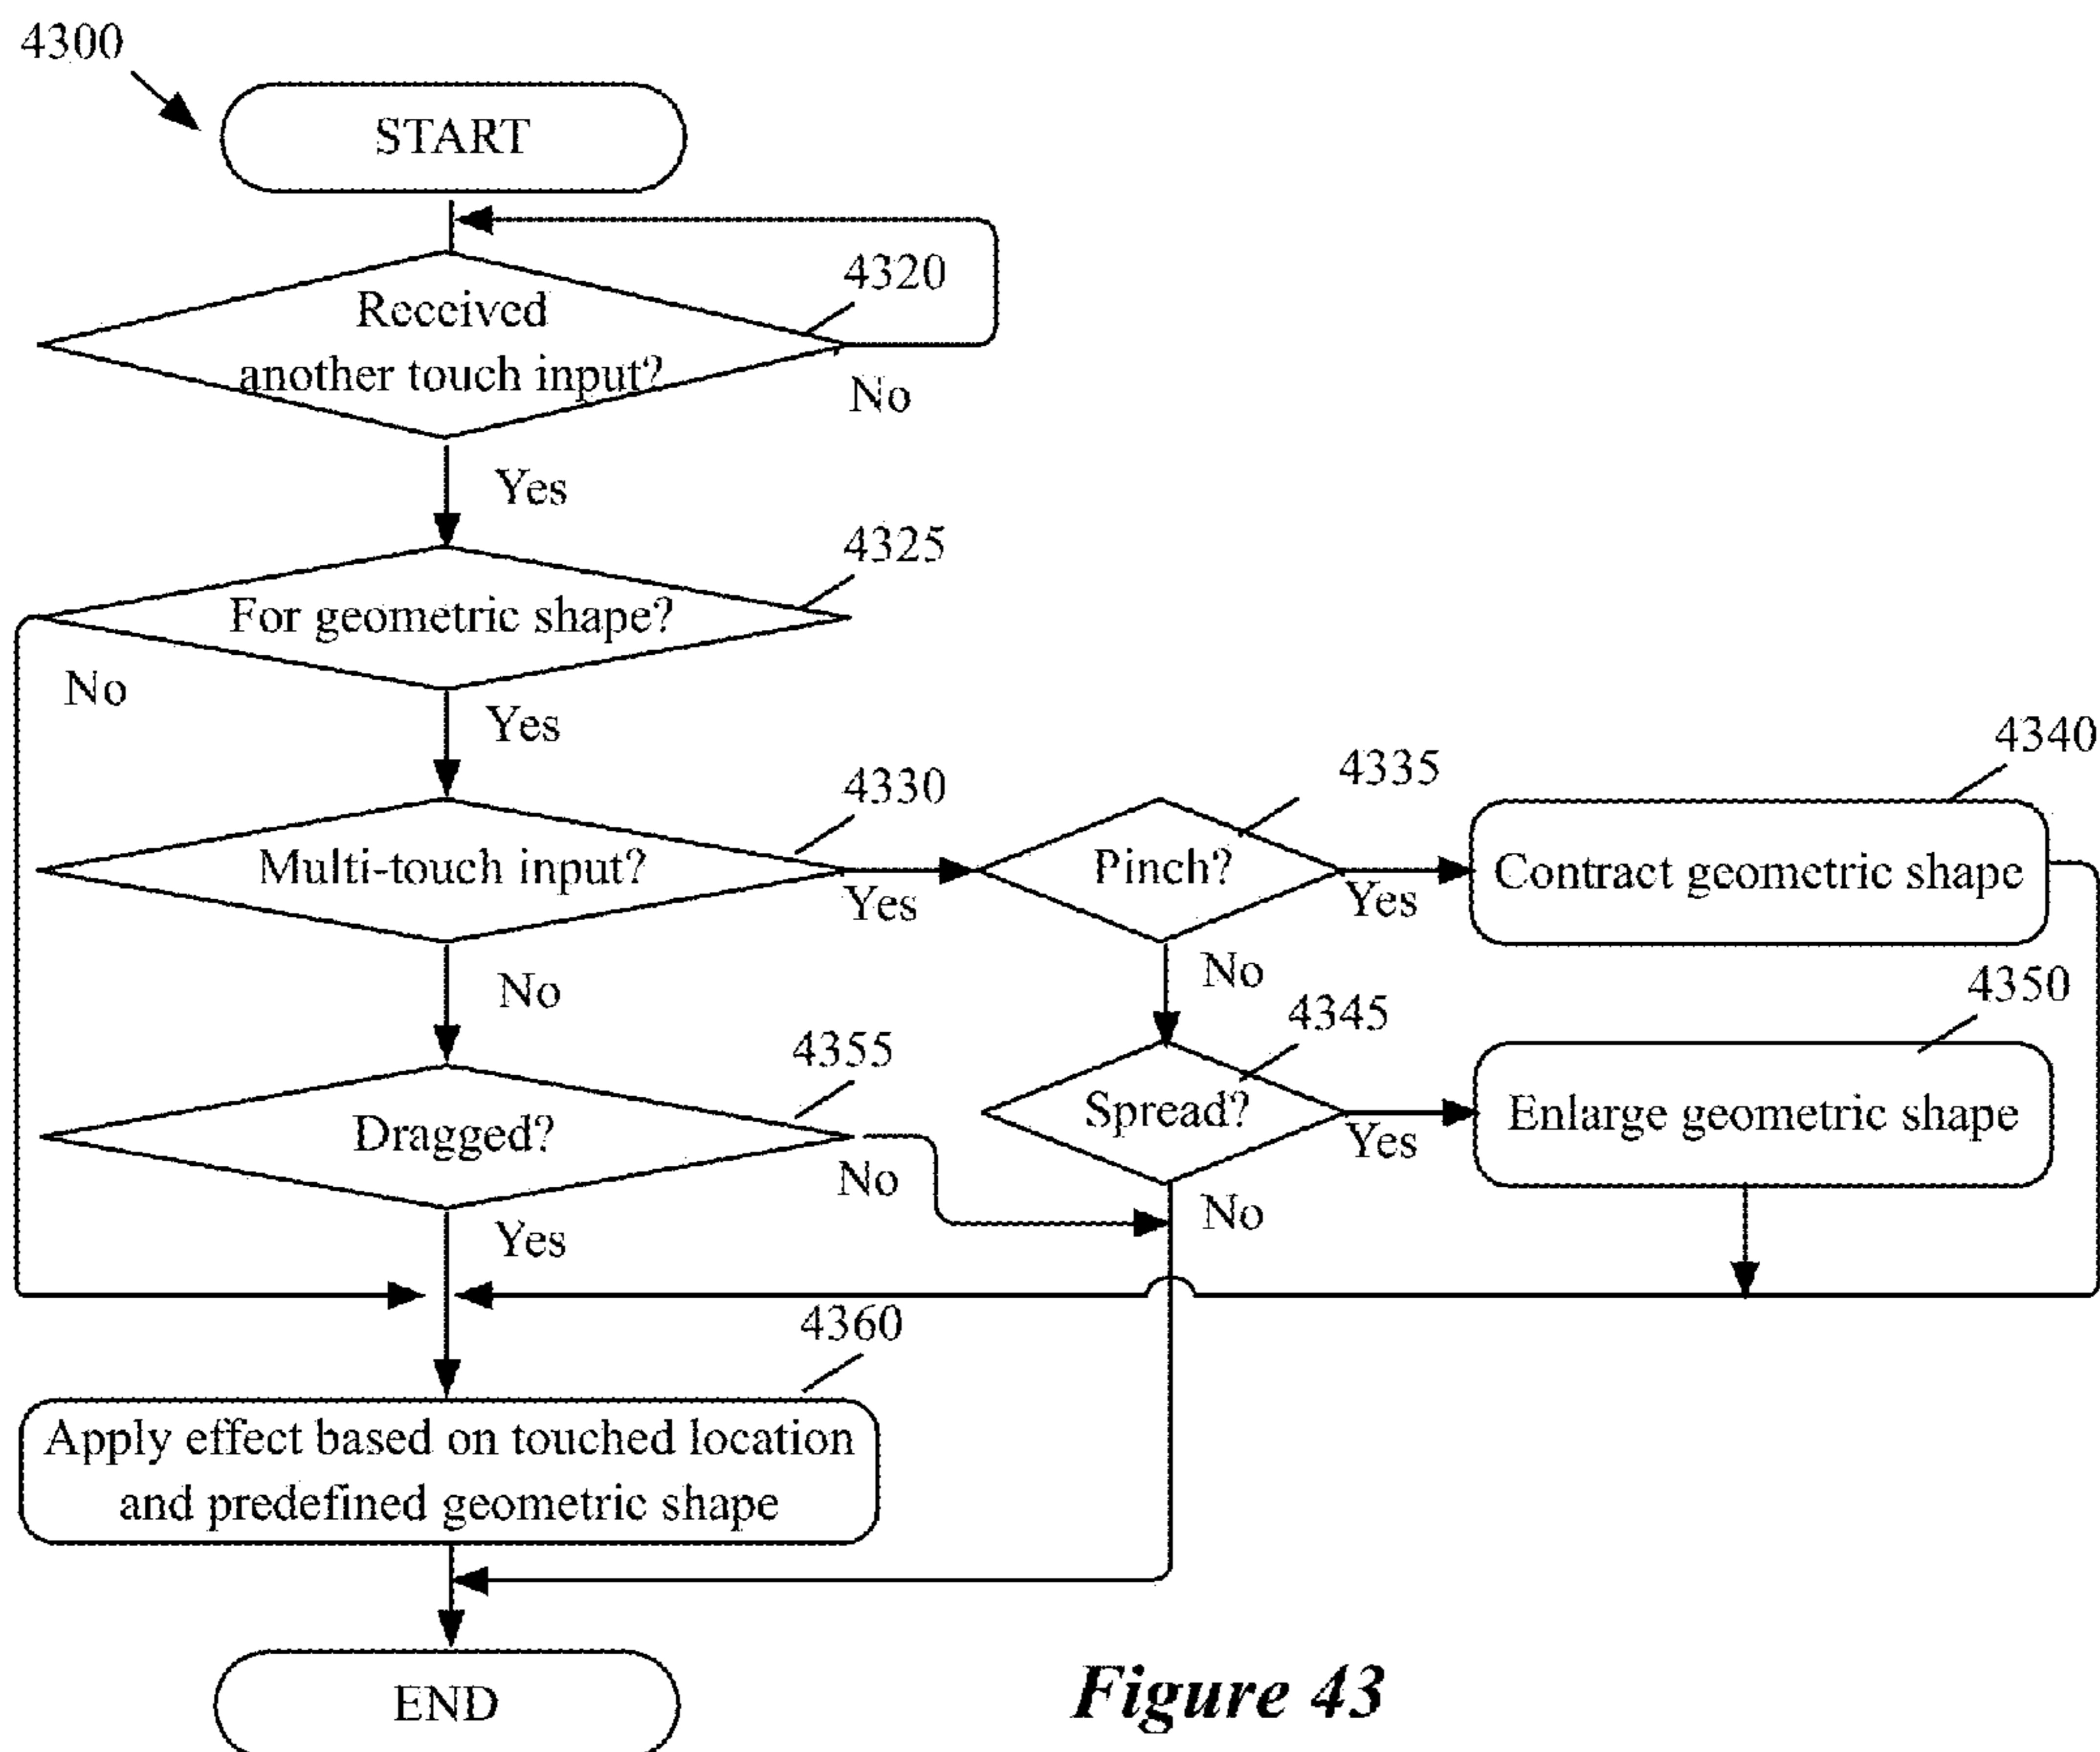 4300
START
4320
Received
another touch input?
No
Yes
4325
For geometric shape?
No
Yes
4330
Multi-touch input?
Yes
4335
Pinch?
Yes
4340
Contract geometric shape
No
No
4345
Spread?
Yes
4350
Enlarge geometric shape
4355
Dragged?
No
No
Yes
4360
Apply effect based on touched location
and predefined geometric shape
END
Figure 43